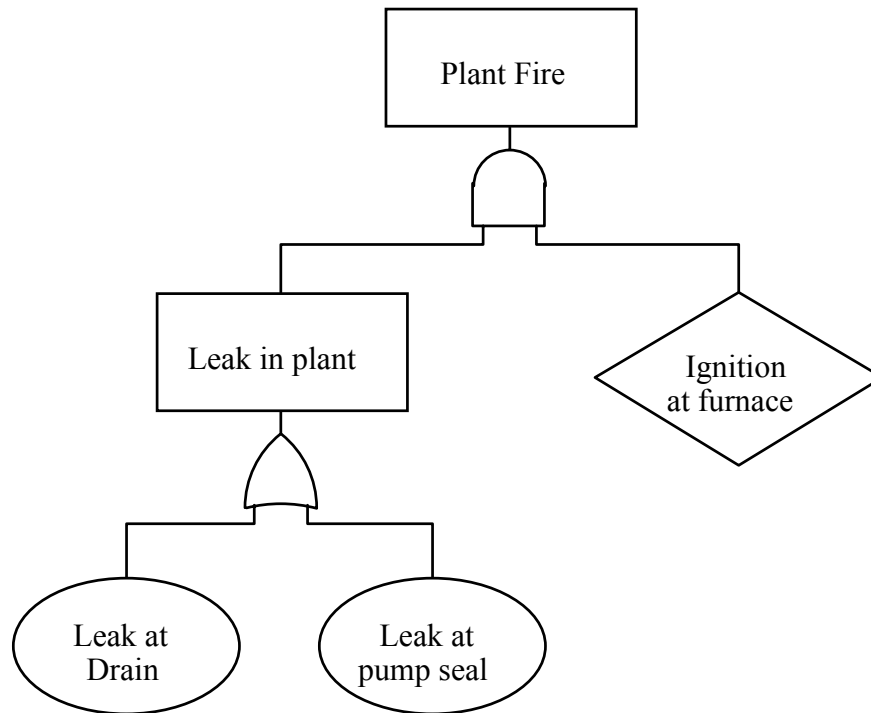 Plant Fire
Leak in plant
Ignition
at furnace
Leak at
Drain
Leak at
pump seal